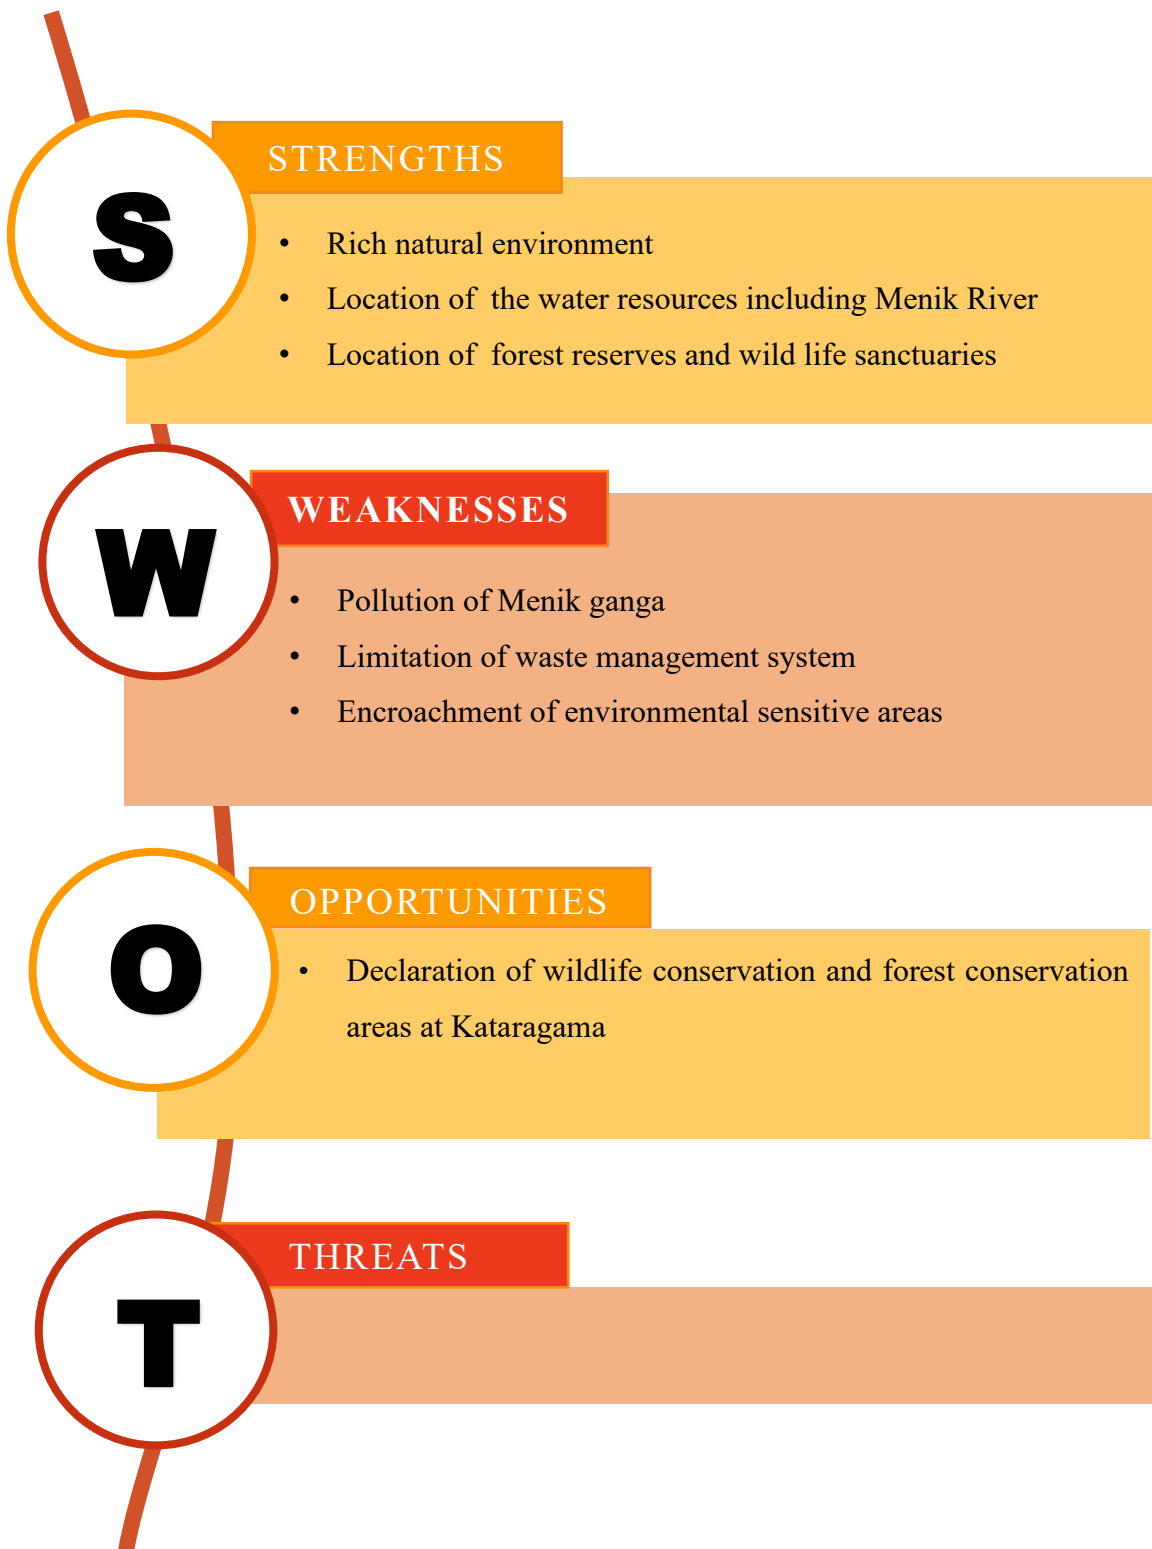 S
STRENGTHS
• Rich natural environment
• Location of  the water resources including Menik River
• Location of  forest reserves and wild life sanctuaries
W
WEAKNESSES
• Pollution of Menik ganga
• Limitation of waste management system
• Encroachment of environmental sensitive areas
O
OPPORTUNITIES
• Declaration of wildlife conservation and forest conservation
areas at Kataragama
T
THREATS